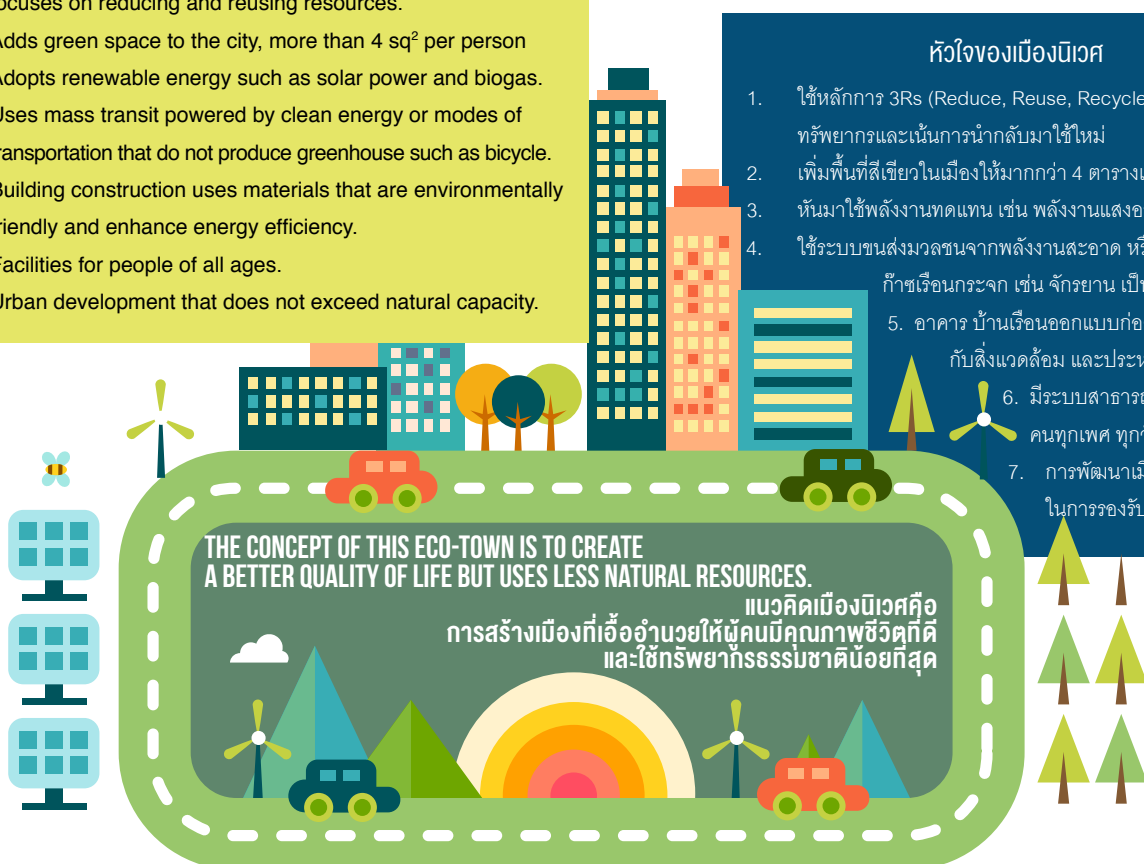 focuses on reducing and reusing resources.
Adds green space to the city, more than 4 sq² per person
Adopts renewable energy such as solar power and biogas.
Uses mass transit powered by clean energy or modes of
transportation that do not produce greenhouse such as bicycle.
Building construction uses materials that are environmentally
friendly and enhance energy efficiency.
Facilities for people of all ages.
Urban development that does not exceed natural capacity.
หัวใจของเมืองนิเวศ
1. ใช้หลักการ 3Rs (Reduce, Reuse, Recycle
ทรัพยากรและเน้นการนำกลับมาใช้ใหม่
2. เพิ่มพื้นที่สีเขียวในเมืองให้มากกว่า 4 ตารางเ
3. หันมาใช้พลังงานทดแทน เช่น พลังงานแสงอ
4. ใช้ระบบขนส่งมวลชนจากพลังงานสะอาด หรื
ก๊าซเรือนกระจก เช่น จักรยาน เป็
5. อาคาร บ้านเรือนออกแบบก่อ
กับสิ่งแวดล้อม และประห
6. มีระบบสาธารณ
คนทุกเพศ ทุก
7. การพัฒนาเมื
ในการรองรับ
THE CONCEPT OF THIS ECO-TOWN IS TO CREATE
A BETTER QUALITY OF LIFE BUT USES LESS NATURAL RESOURCES.
แนวคิดเมืองนิเวศคือ
การสร้างเมืองที่เอื้ออำนวยให้ผู้คนมีคุณภาพชีวิตที่ดี
และใช้ทรัพยากรธรรมชาติน้อยที่สุด